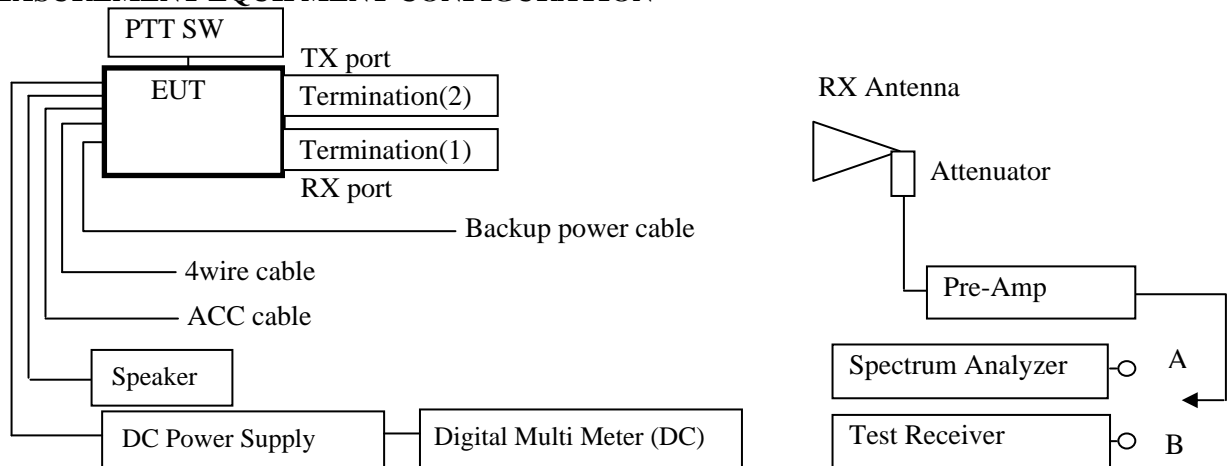 PTT SW
TX port
EUT
Termination(2)
Termination(1)
RX port
Backup power cable
4wire cable
ACC cable
Speaker
DC Power Supply
Digital Multi Meter (DC)
RX Antenna
Attenuator
Pre-Amp
Spectrum Analyzer
A
Test Receiver
B